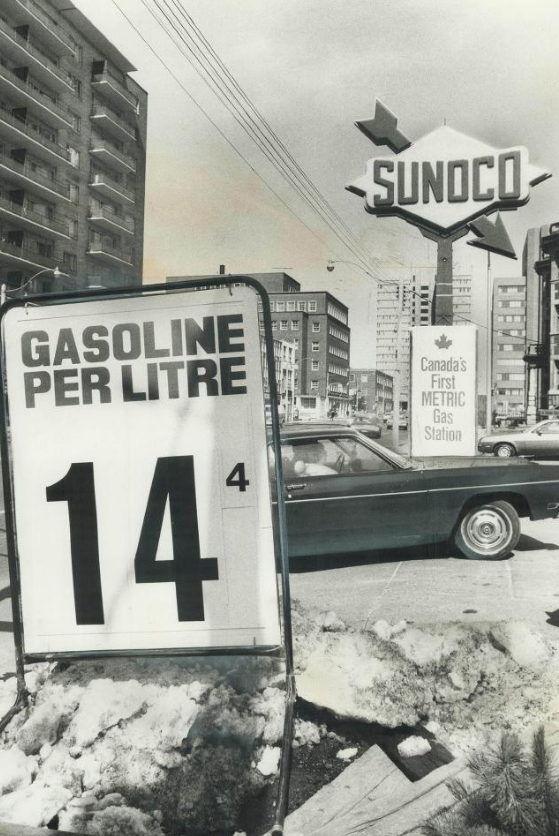 SUNOCO
GASOLINE
PER LITRE
14 4
Canada's
First
METRIC
Gas
Station